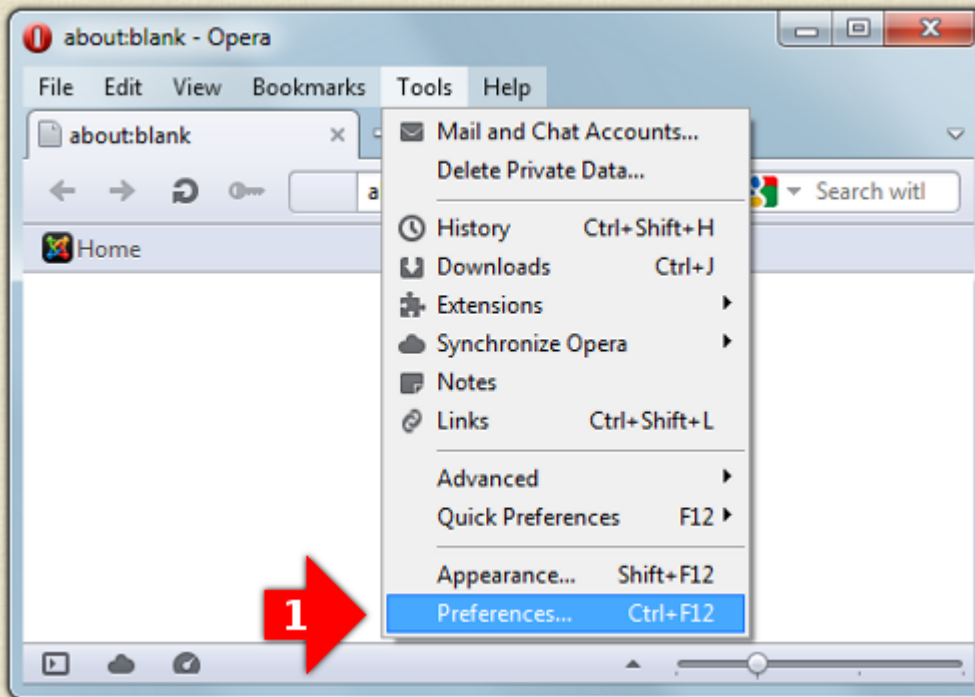 about:blank - Opera
File Edit View Bookmarks Tools Help
about:blank
Mail and Chat Accounts...
Delete Private Data...
a
Search witl
Home
History Ctrl+Shift+H
Downloads Ctrl+J
Extensions
Synchronize Opera
Notes
Links Ctrl+Shift+L
Advanced
Quick Preferences F12
Appearance... Shift+F12
1
Preferences... Ctrl+F12